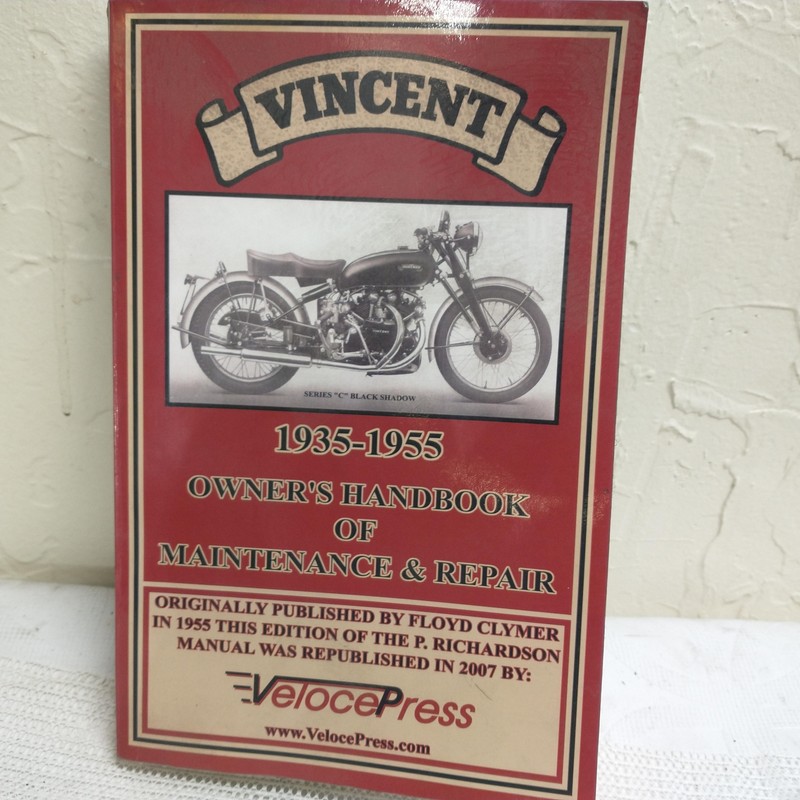 VINCENT
SERIES "C" BLACK SHADOW
1935-1955
OWNER'S HANDBOOK
OF
MAINTENANCE & REPAIR
ORIGINALLY PUBLISHED BY FLOYD CLYMER
IN 1955 THIS EDITION OF THE P. RICHARDSON
MANUAL WAS REPUBLISHED IN 2007 BY:
VelocePress
www.VelocePress.com